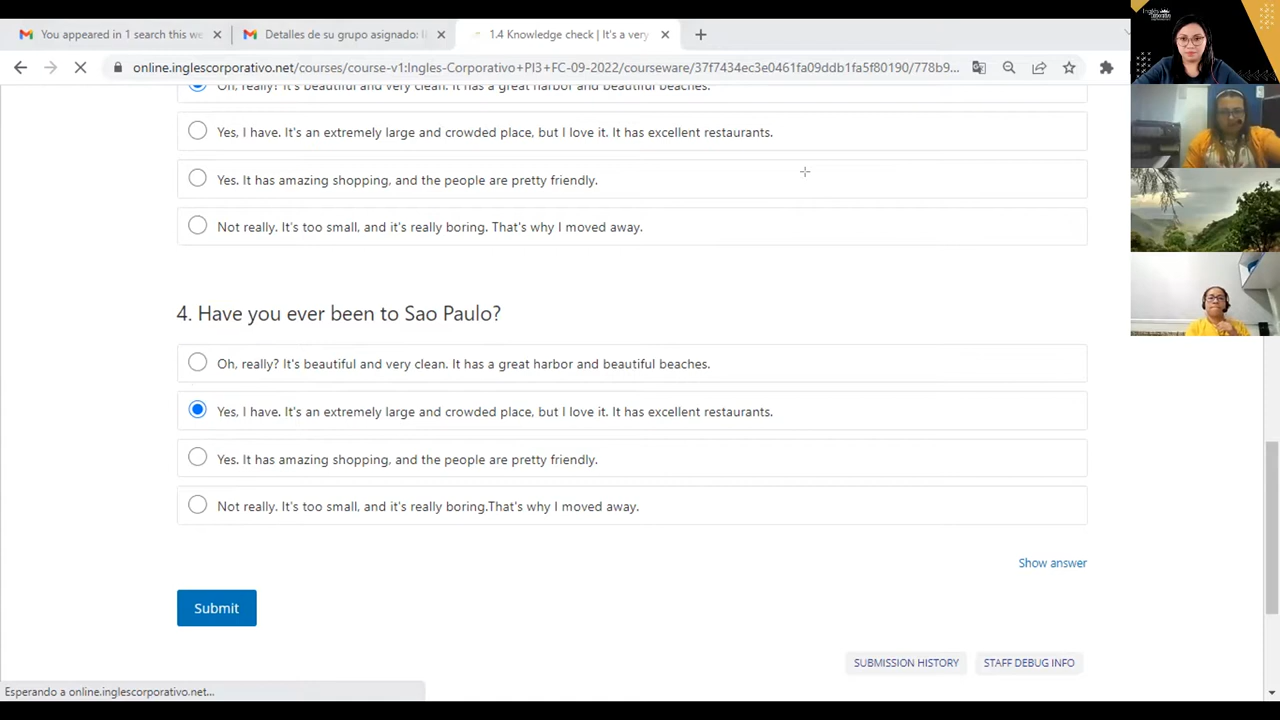 You appeared in 1 search this we
Detalles de su grupo asignado: I
1.4 Knowledge check | It's a very
online.inglescorporativo.net/courses/course-v1:Ingles-Corporativo+PI3+FC-09-2022/courseware/37f7434ec3e0461fa09ddb1fa5f80190/778b9...
Oh, really? It's beautiful and very clean. It has a great harbor and beautiful beaches.
Yes, I have. It's an extremely large and crowded place, but I love it. It has excellent restaurants.
Yes. It has amazing shopping, and the people are pretty friendly.
Not really. It's too small, and it's really boring. That's why I moved away.
4. Have you ever been to Sao Paulo?
Oh, really? It's beautiful and very clean. It has a great harbor and beautiful beaches.
Yes, I have. It's an extremely large and crowded place, but I love it. It has excellent restaurants.
Yes. It has amazing shopping, and the people are pretty friendly.
Not really. It's too small, and it's really boring.That's why I moved away.
Show answer
Submit
SUBMISSION HISTORY
STAFF DEBUG INFO
Esperando a online.inglescorporativo.net...